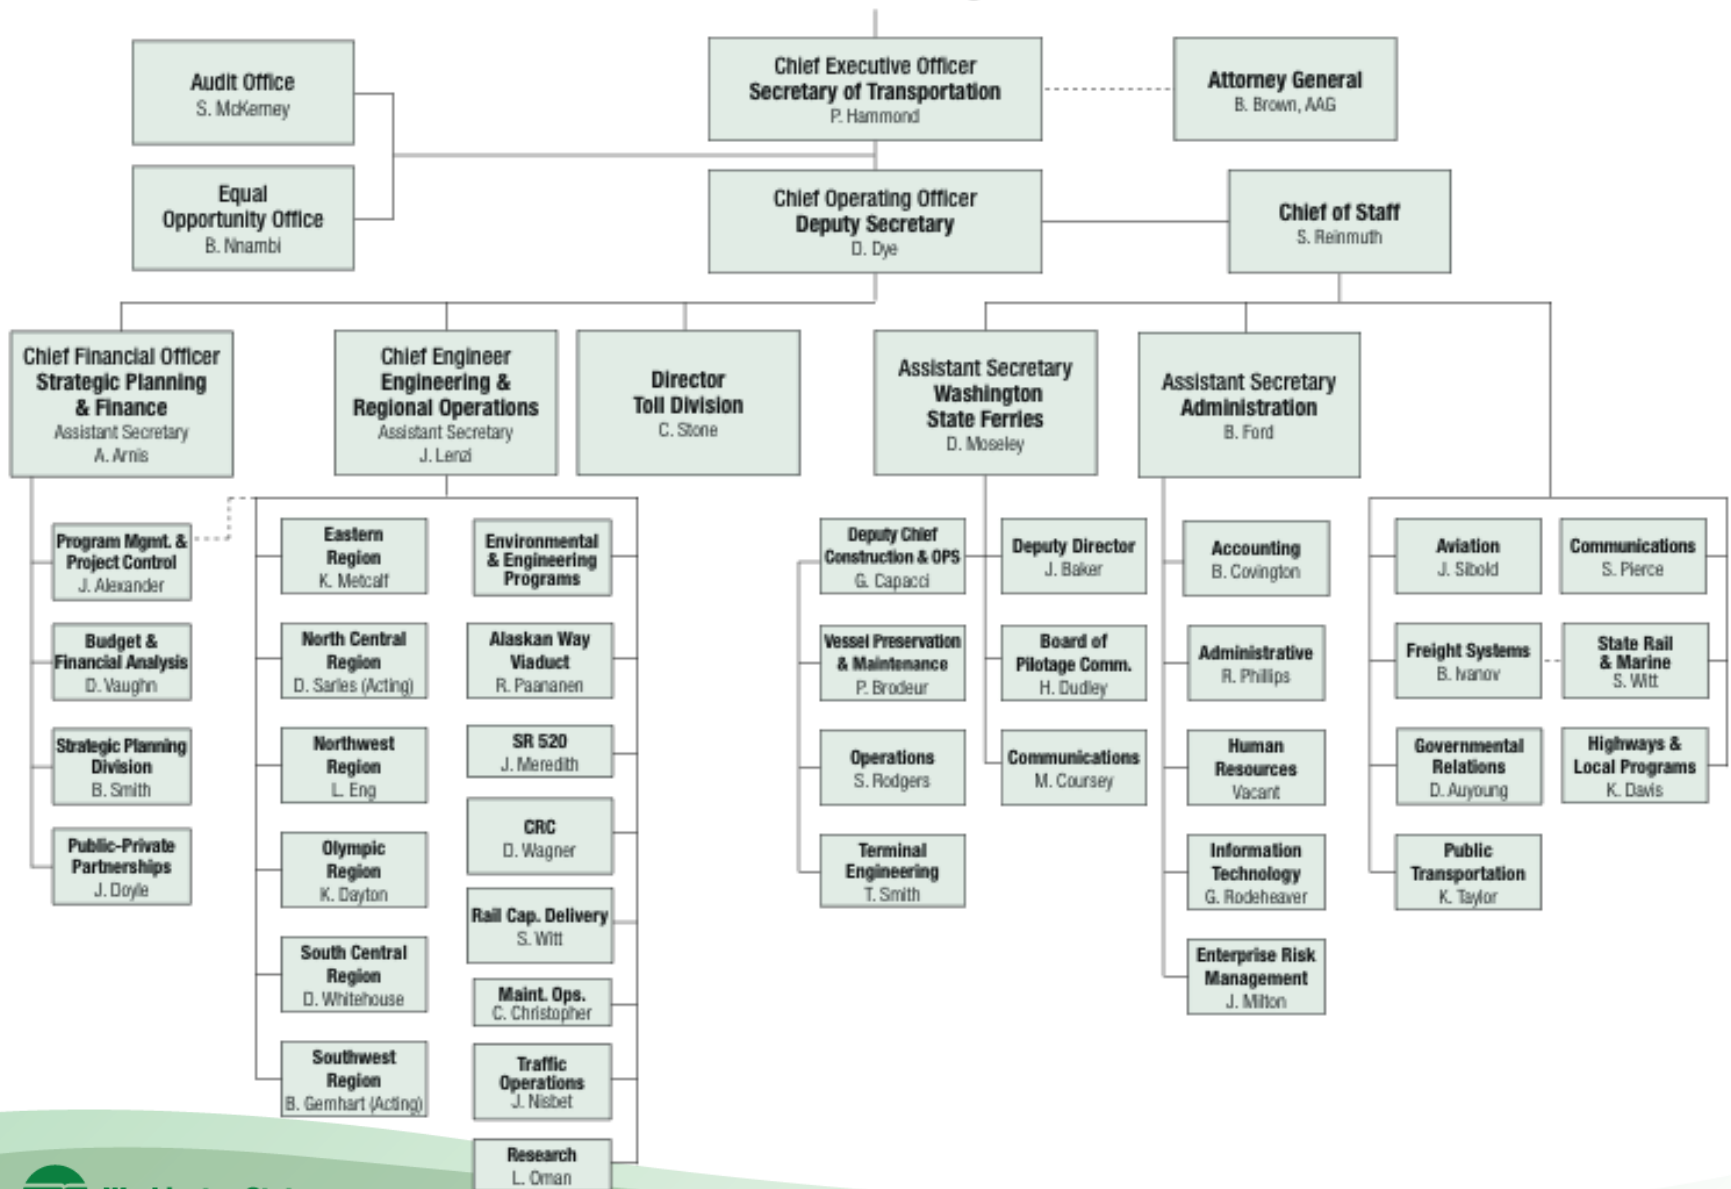 Audit Office
S. McKerney
Chief Executive Officer
Secretary of Transportation
P. Hammond
Attorney General
B. Brown, AAG
Equal
Opportunity Office
B. Nnambi
Chief Operating Officer
Deputy Secretary
D. Dye
Chief of Staff
S. Reinmuth
Chief Financial Officer
Strategic Planning
& Finance
Assistant Secretary
A. Arnis
Chief Engineer
Engineering &
Regional Operations
Assistant Secretary
J. Lenzi
Director
Toll Division
C. Stone
Assistant Secretary
Washington
State Ferries
D. Moseley
Assistant Secretary
Administration
B. Ford
Program Mgmt. &
Project Control
J. Alexander
Budget &
Financial Analysis
D. Vaughn
Strategic Planning
Division
B. Smith
Public-Private
Partnerships
J. Doyle
Eastern
Region
K. Metcalf
North Central
Region
D. Sarles (Acting)
Northwest
Region
L. Eng
Olympic
Region
K. Dayton
South Central
Region
D. Whitehouse
Southwest
Region
B. Gernhart (Acting)
Environmental
& Engineering
Programs
Alaskan Way
Viaduct
R. Paananen
SR 520
J. Meredith
CRC
D. Wagner
Rail Cap. Delivery
S. Witt
Maint. Ops.
C. Christopher
Traffic
Operations
J. Nisbet
Research
L. Oman
Deputy Chief
Construction & OPS
G. Capacci
Vessel Preservation
& Maintenance
P. Brodeur
Operations
S. Rodgers
Terminal
Engineering
T. Smith
Deputy Director
J. Baker
Board of
Pilotage Comm.
H. Dudley
Communications
M. Coursey
Accounting
B. Covington
Administrative
R. Phillips
Human
Resources
Vacant
Information
Technology
G. Rodeheaver
Enterprise Risk
Management
J. Milton
Aviation
J. Sibold
Freight Systems
B. Ivanov
Governmental
Relations
D. Auyoung
Public
Transportation
K. Taylor
Communications
S. Pierce
State Rail
& Marine
S. Witt
Highways &
Local Programs
K. Davis